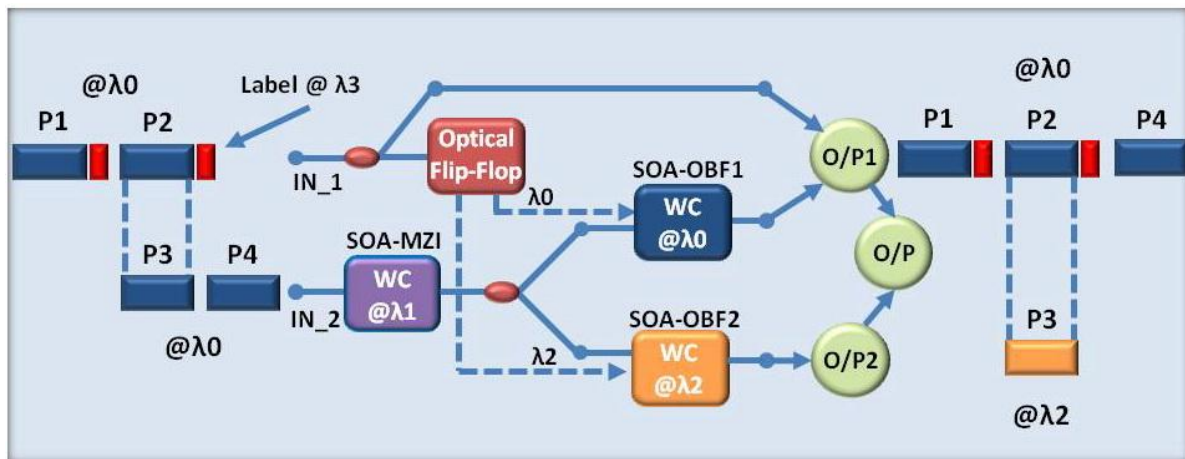 @λ0
P1
P2
Label @ λ3
IN_1
Optical
Flip-Flop
λ0
SOA-OBF1
WC
@λ0
O/P1
@λ0
P1
P2
P4
P3
P4
@λ0
IN_2
SOA-MZI
WC
@λ1
λ2
SOA-OBF2
WC
@λ2
O/P
O/P2
P3
@λ2